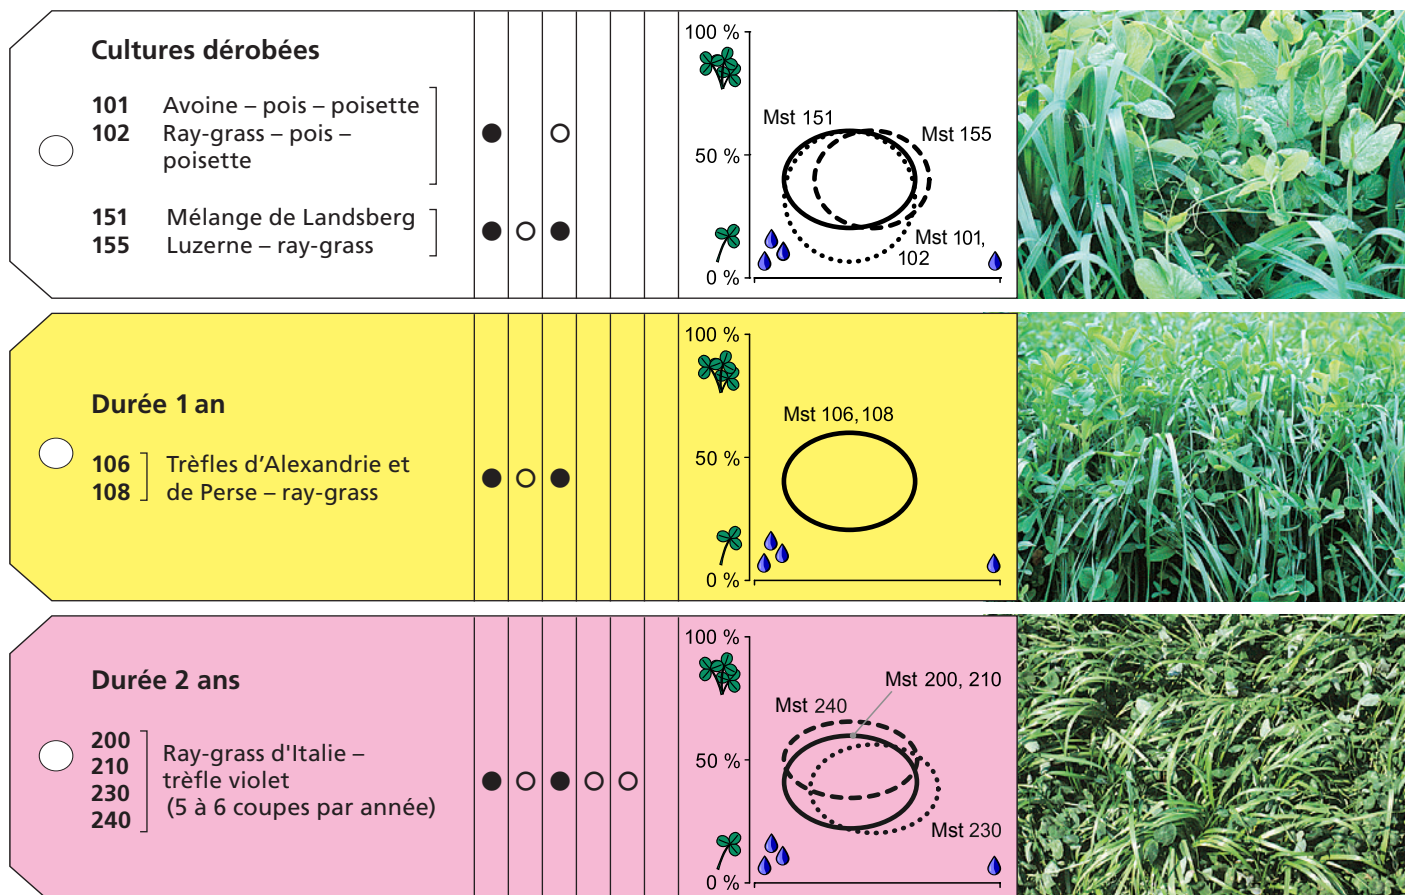 Cultures dérobées
101 Avoine – pois – poisette
102 Ray-grass – pois –
poisette
151 Mélange de Landsberg
155 Luzerne – ray-grass
100 %
50 %
0 %
Mst 151
Mst 155
Mst 101,
102
Durée 1 an
106 Trèfles d’Alexandrie et
108 de Perse – ray-grass
100 %
50 %
0 %
Mst 106, 108
Durée 2 ans
200
210
230
240
Ray-grass d'Italie –
trèfle violet
(5 à 6 coupes par année)
100 %
50 %
0 %
Mst 200, 210
Mst 240
Mst 230